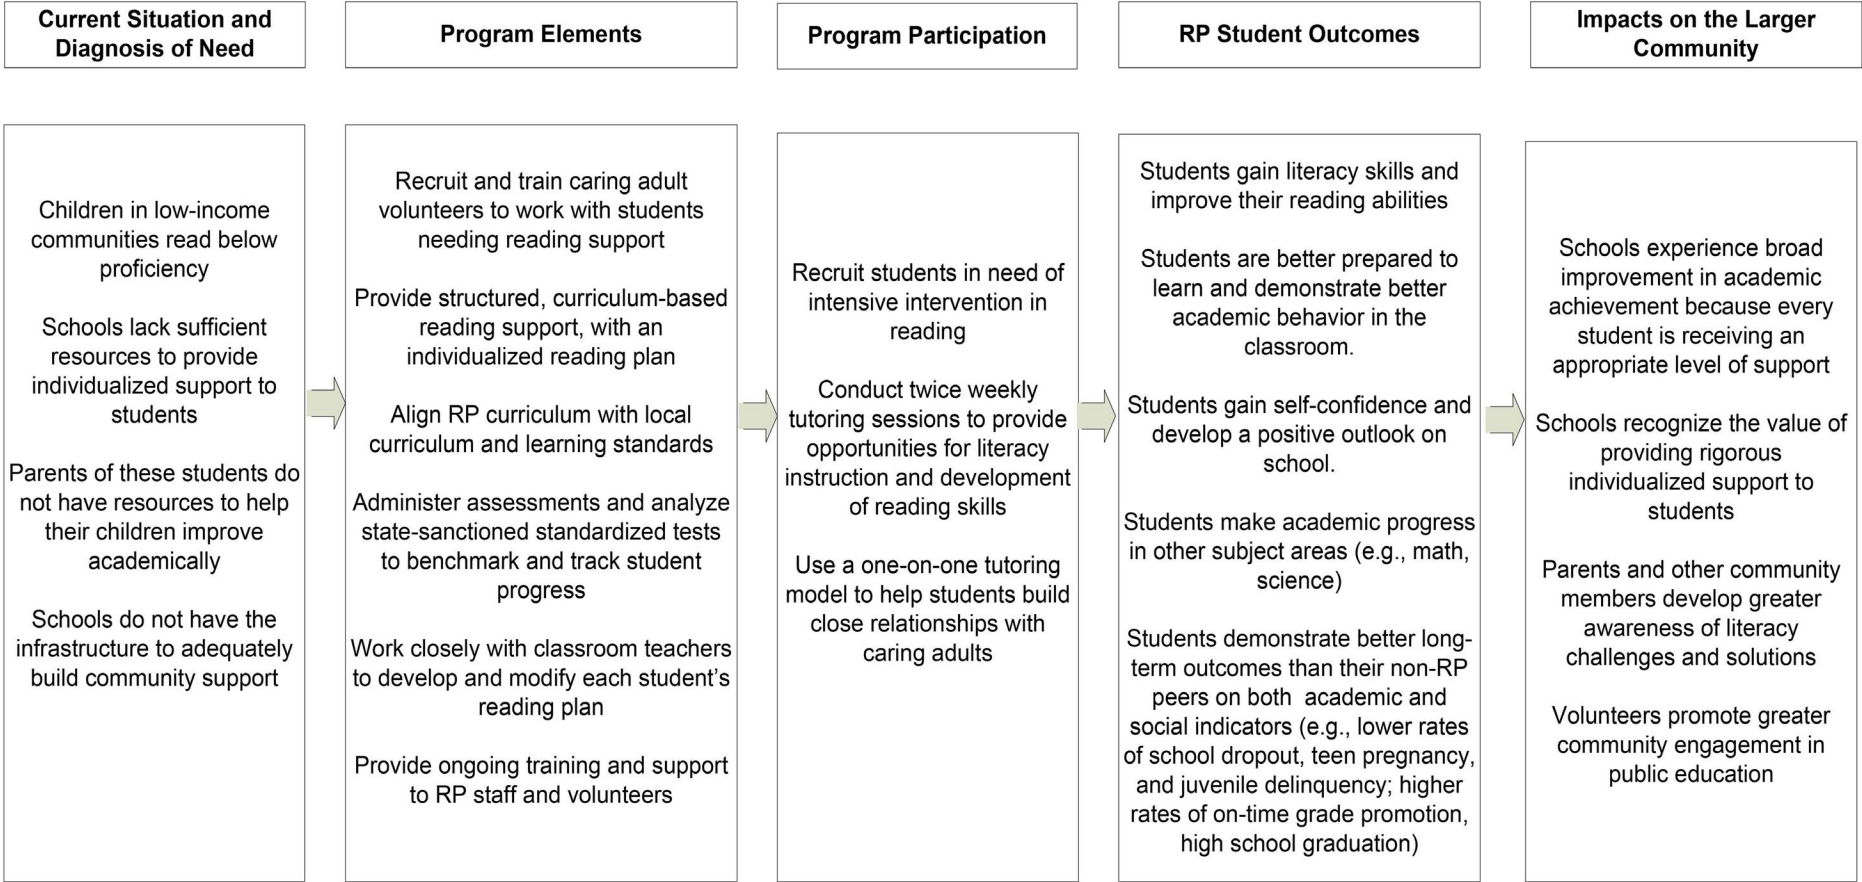 Current Situation and
Diagnosis of Need
Program Elements
Program Participation
RP Student Outcomes
Impacts on the Larger
Community
Children in low-income
communities read below
proficiency
Schools lack sufficient
resources to provide
individualized support to
students
Parents of these students do
not have resources to help
their children improve
academically
Schools do not have the
infrastructure to adequately
build community support
Recruit and train caring adult
volunteers to work with students
needing reading support
Provide structured, curriculum-based
reading support, with an
individualized reading plan
Align RP curriculum with local
curriculum and learning standards
Administer assessments and analyze
state-sanctioned standardized tests
to benchmark and track student
progress
Work closely with classroom teachers
to develop and modify each student’s
reading plan
Provide ongoing training and support
to RP staff and volunteers
Recruit students in need of
intensive intervention in
reading
Conduct twice weekly
tutoring sessions to provide
opportunities for literacy
instruction and development
of reading skills
Use a one-on-one tutoring
model to help students build
close relationships with
caring adults
Students gain literacy skills and
improve their reading abilities
Students are better prepared to
learn and demonstrate better
academic behavior in the
classroom.
Students gain self-confidence and
develop a positive outlook on
school.
Students make academic progress
in other subject areas (e.g., math,
science)
Students demonstrate better long-
term outcomes than their non-RP
peers on both academic and
social indicators (e.g., lower rates
of school dropout, teen pregnancy,
and juvenile delinquency; higher
rates of on-time grade promotion,
high school graduation)
Schools experience broad
improvement in academic
achievement because every
student is receiving an
appropriate level of support
Schools recognize the value of
providing rigorous
individualized support to
students
Parents and other community
members develop greater
awareness of literacy
challenges and solutions
Volunteers promote greater
community engagement in
public education